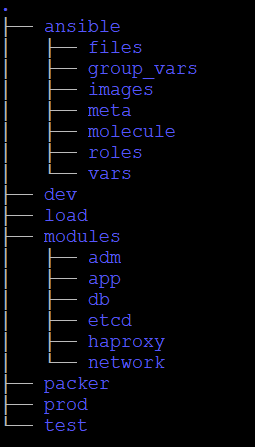 .
├── ansible
│   ├── files
│   ├── group_vars
│   ├── images
│   ├── meta
│   ├── molecule
│   ├── roles
│   └── vars
├── dev
├── load
├── modules
│   ├── adm
│   ├── app
│   ├── db
│   ├── etcd
│   ├── haproxy
│   └── network
├── packer
├── prod
└── test